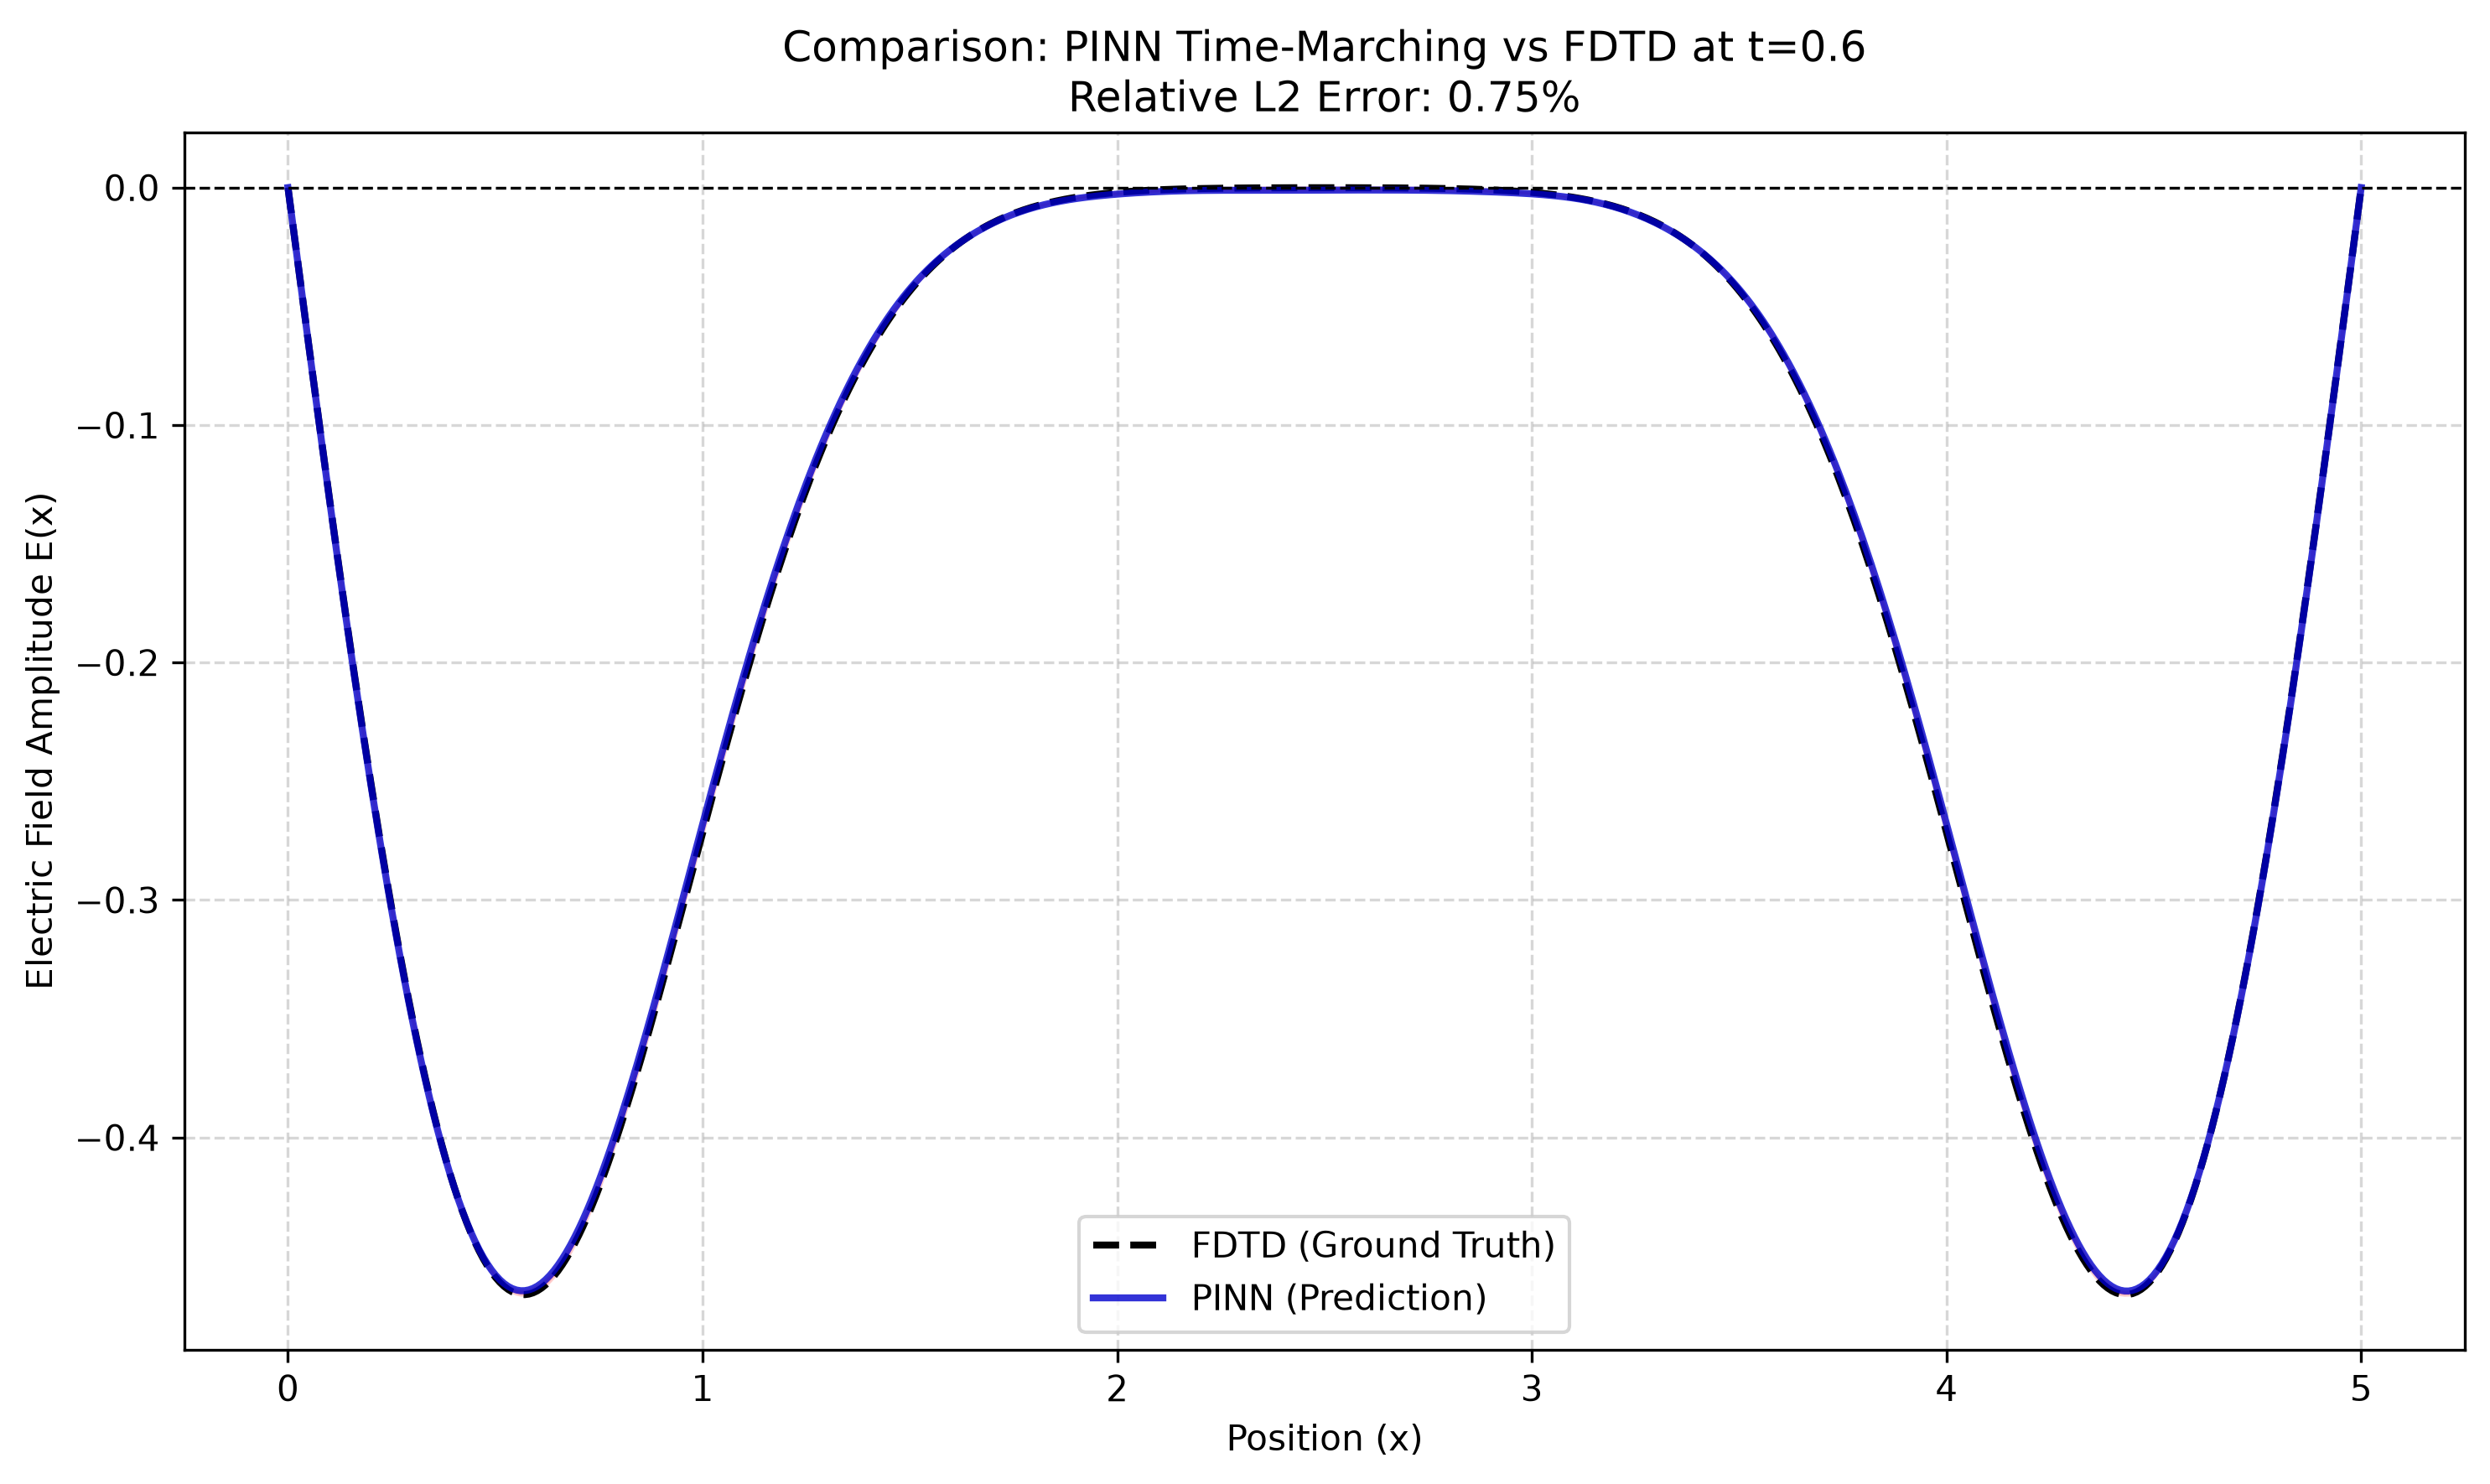 Comparison: PINN Time-Marching vs FDTD at t=0.6
Relative L2 Error: 0.75%
0.0
−0.1
−0.2
−0.3
−0.4
Electric Field Amplitude E(x)
FDTD (Ground Truth)
PINN (Prediction)
0 1 2 3 4 5
Position (x)